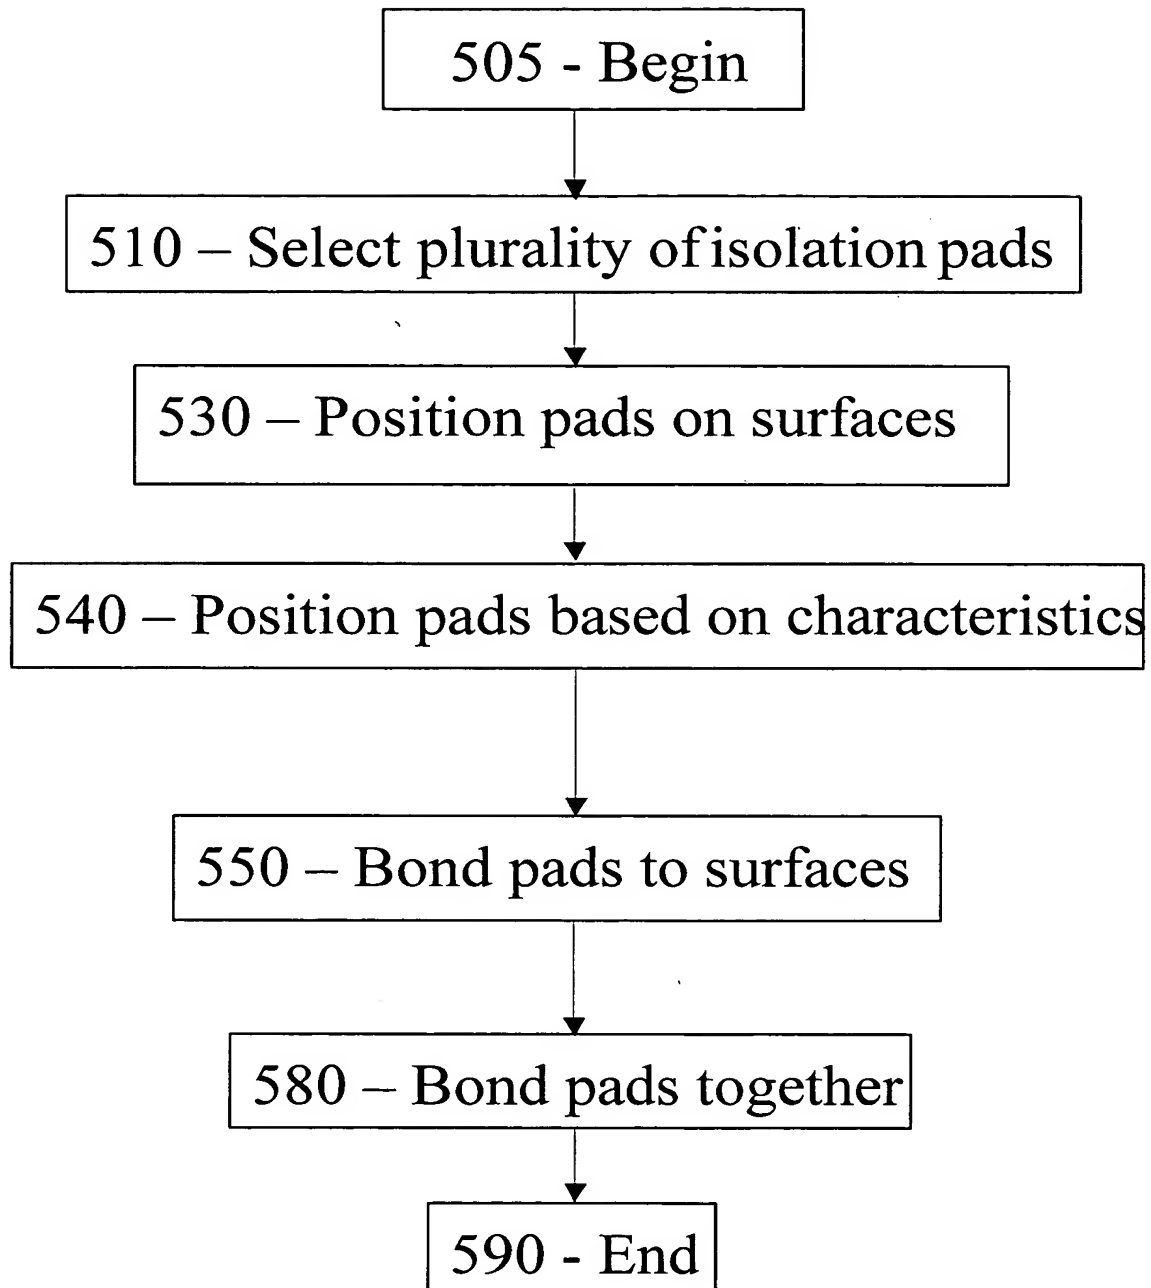 505 - Begin
510 – Select plurality of isolation pads
530 – Position pads on surfaces
540 – Position pads based on characteristics
550 – Bond pads to surfaces
580 – Bond pads together
590 - End